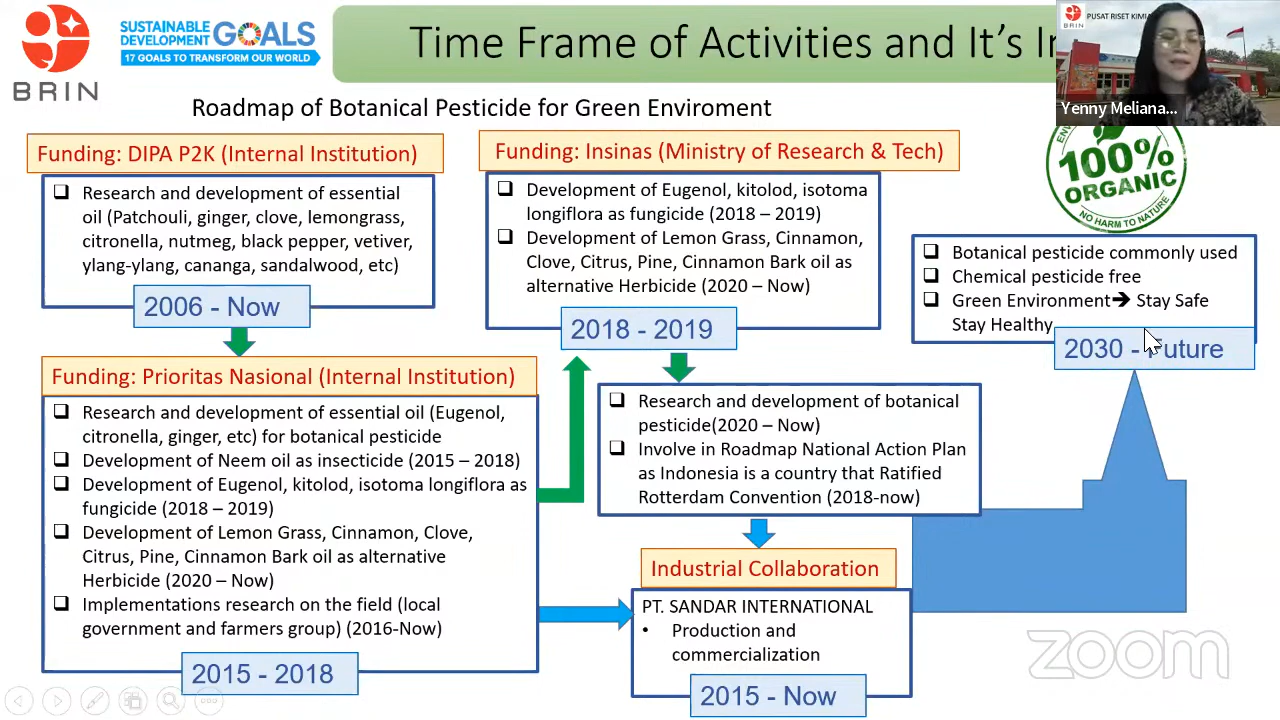 BRIN
SUSTAINABLE
DEVELOPMENT GOALS
17 GOALS TO TRANSFORM OUR WORLD
Time Frame of Activities and It's
BRIN
PUSAT RISET KIMI
Yenny Meliana...
Roadmap of Botanical Pesticide for Green Enviroment
Funding: DIPA P2K (Internal Institution)
Research and development of essential
oil (Patchouli, ginger, clove, lemongrass,
citronella, nutmeg, black pepper, vetiver,
ylang-ylang, cananga, sandalwood, etc)
2006 - Now
Funding: Prioritas Nasional (Internal Institution)
Research and development of essential oil (Eugenol,
citronella, ginger, etc) for botanical pesticide
Development of Neem oil as insecticide (2015 – 2018)
Development of Eugenol, kitolod, isotoma longiflora as
fungicide (2018 – 2019)
Development of Lemon Grass, Cinnamon, Clove,
Citrus, Pine, Cinnamon Bark oil as alternative
Herbicide (2020 – Now)
Implementations research on the field (local
government and farmers group) (2016-Now)
2015 - 2018
Funding: Insinas (Ministry of Research & Tech)
Development of Eugenol, kitolod, isotoma
longiflora as fungicide (2018 – 2019)
Development of Lemon Grass, Cinnamon,
Clove, Citrus, Pine, Cinnamon Bark oil as
alternative Herbicide (2020 – Now)
2018 - 2019
Research and development of botanical
pesticide(2020 – Now)
Involve in Roadmap National Action Plan
as Indonesia is a country that Ratified
Rotterdam Convention (2018-now)
Industrial Collaboration
PT. SANDAR INTERNATIONAL
• Production and
commercialization
2015 - Now
100%
ORGANIC
NO HARM TO NATURE
Botanical pesticide commonly used
Chemical pesticide free
Green Environment➔ Stay Safe
Stay Healthy
2030 - Future
zoom